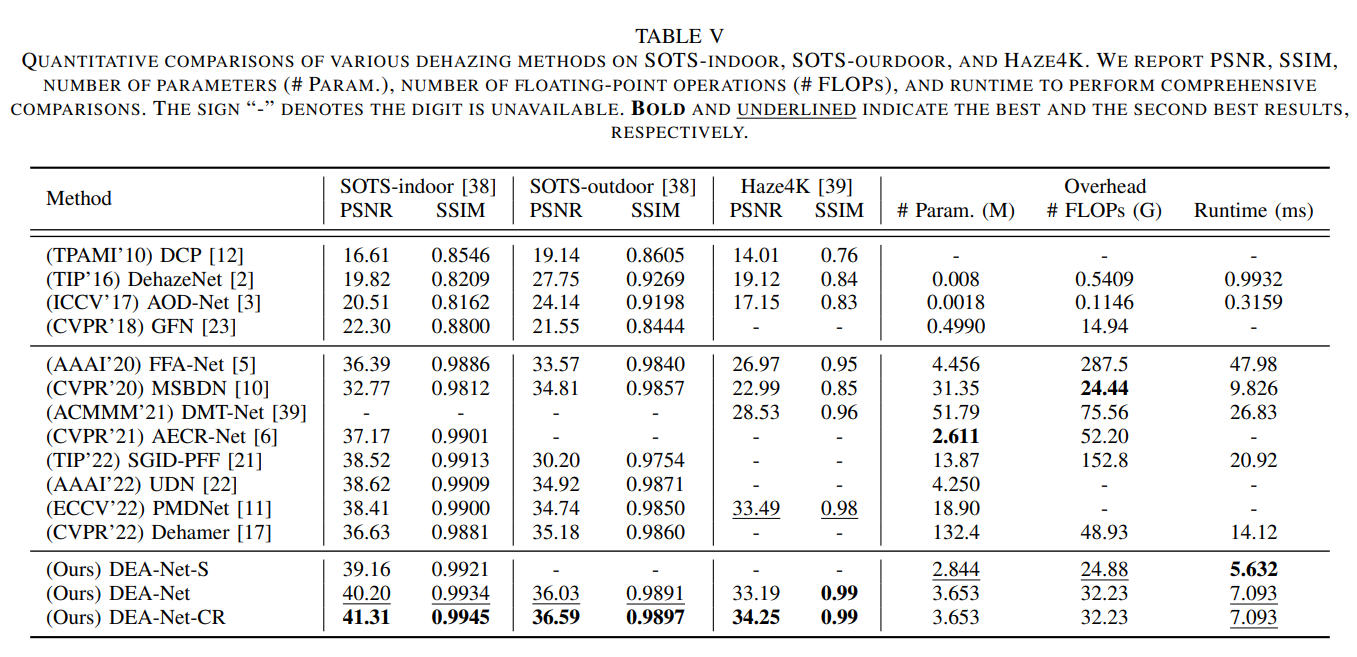 TABLE V
QUANTITATIVE COMPARISONS OF VARIOUS DEHAZING METHODS ON SOTS-INDOOR, SOTS-OURDOOR, AND HAZE4K. WE REPORT PSNR, SSIM,
NUMBER OF PARAMETERS (# PARAM.), NUMBER OF FLOATING-POINT OPERATIONS (# FLOPS), AND RUNTIME TO PERFORM COMPREHENSIVE
COMPARISONS. THE SIGN “-” DENOTES THE DIGIT IS UNAVAILABLE. BOLD AND UNDERLINED INDICATE THE BEST AND THE SECOND BEST RESULTS,
RESPECTIVELY.
Method SOTS-indoor [38] SOTS-outdoor [38] Haze4K [39] Overhead
PSNR SSIM PSNR SSIM PSNR SSIM # Param. (M) # FLOPs (G) Runtime (ms)
(TPAMI’10) DCP [12] 16.61 0.8546 19.14 0.8605 14.01 0.76 - - -
(TIP’16) DehazeNet [2] 19.82 0.8209 27.75 0.9269 19.12 0.84 0.008 0.5409 0.9932
(ICCV’17) AOD-Net [3] 20.51 0.8162 24.14 0.9198 17.15 0.83 0.0018 0.1146 0.3159
(CVPR’18) GFN [23] 22.30 0.8800 21.55 0.8444 - - 0.4990 14.94 -
(AAAI’20) FFA-Net [5] 36.39 0.9886 33.57 0.9840 26.97 0.95 4.456 287.5 47.98
(CVPR’20) MSBDN [10] 32.77 0.9812 34.81 0.9857 22.99 0.85 31.35 24.44 9.826
(ACMMM’21) DMT-Net [39] - - - - 28.53 0.96 51.79 75.56 26.83
(CVPR’21) AECR-Net [6] 37.17 0.9901 - - - - 2.611 52.20 -
(TIP’22) SGID-PFF [21] 38.52 0.9913 30.20 0.9754 - - 13.87 152.8 20.92
(AAAI’22) UDN [22] 38.62 0.9909 34.92 0.9871 - - 4.250 - -
(ECCV’22) PMDNet [11] 38.41 0.9900 34.74 0.9850 33.49 0.98 18.90 - -
(CVPR’22) Dehamer [17] 36.63 0.9881 35.18 0.9860 - - 132.4 48.93 14.12
(Ours) DEA-Net-S 39.16 0.9921 - - - - 2.844 24.88 5.632
(Ours) DEA-Net 40.20 0.9934 36.03 0.9891 33.19 0.99 3.653 32.23 7.093
(Ours) DEA-Net-CR 41.31 0.9945 36.59 0.9897 34.25 0.99 3.653 32.23 7.093